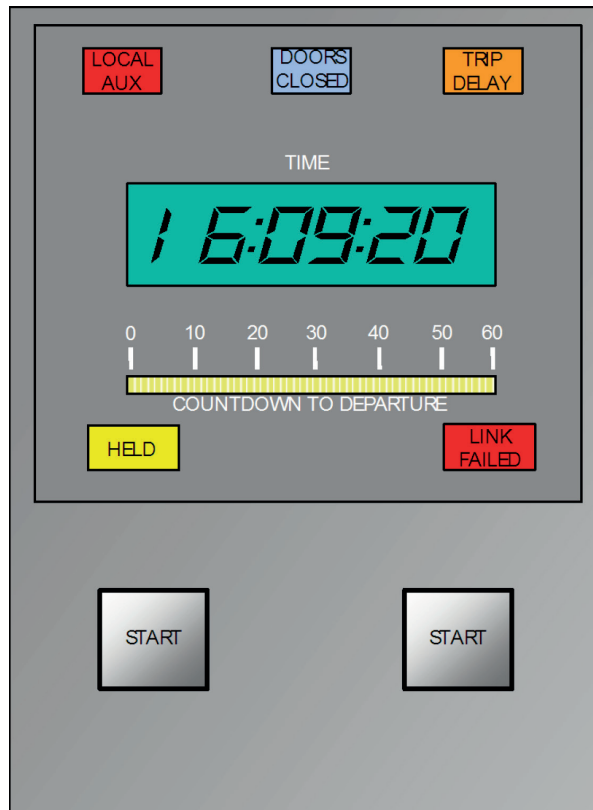 LOCAL
AUX
DOORS
CLOSED
TRIP
DELAY
TIME
16:09:20
0 10 20 30 40 50 60
COUNTDOWN TO DEPARTURE
HELD
LINK
FAILED
START
START